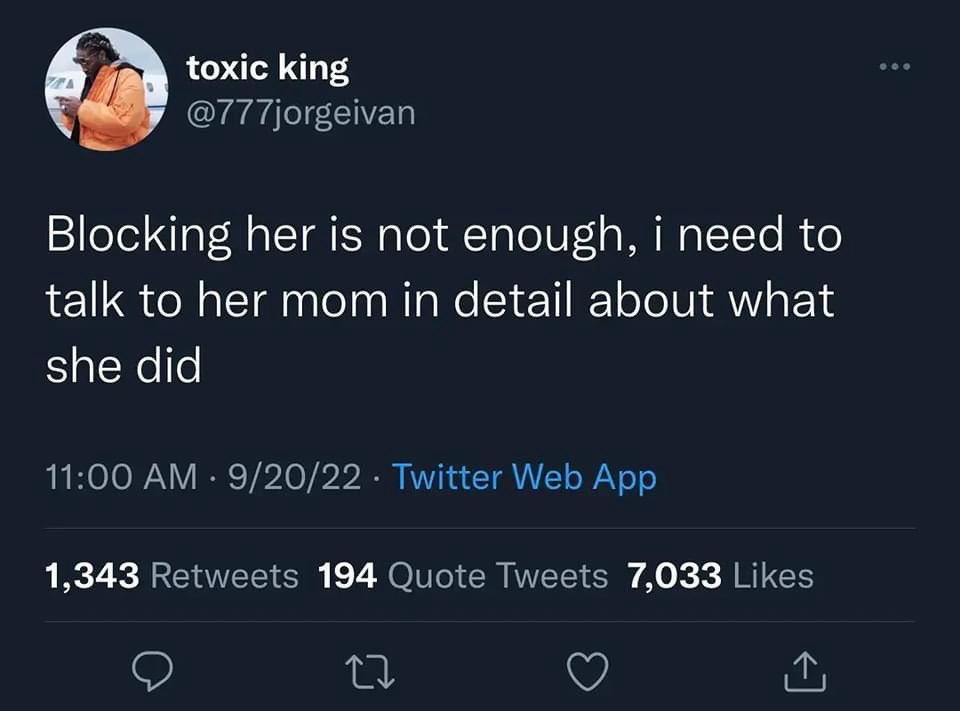 toxic king
@777jorgeivan
Blocking her is not enough, i need to
talk to her mom in detail about what
she did
11:00 AM · 9/20/22 · Twitter Web App
1,343 Retweets 194 Quote Tweets 7,033 Likes